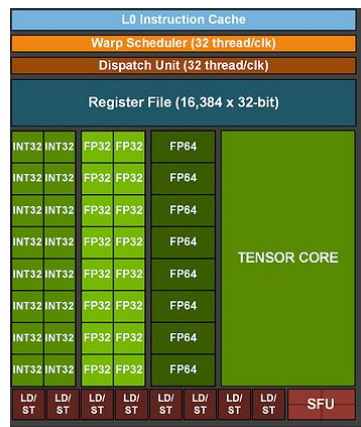 L0 Instruction Cache
Warp Scheduler (32 thread/clk)
Dispatch Unit (32 thread/clk)
Register File (16,384 x 32-bit)
INT32 INT32 FP32 FP32 FP64
INT32 INT32 FP32 FP32 FP64
INT32 INT32 FP32 FP32 FP64
INT32 INT32 FP32 FP32 FP64
TENSOR CORE
INT32 INT32 FP32 FP32 FP64
INT32 INT32 FP32 FP32 FP64
INT32 INT32 FP32 FP32 FP64
INT32 INT32 FP32 FP32 FP64
LD/ LD/ LD/ LD/ LD/ LD/ LD/ LD/
ST ST ST ST ST ST ST ST
SFU